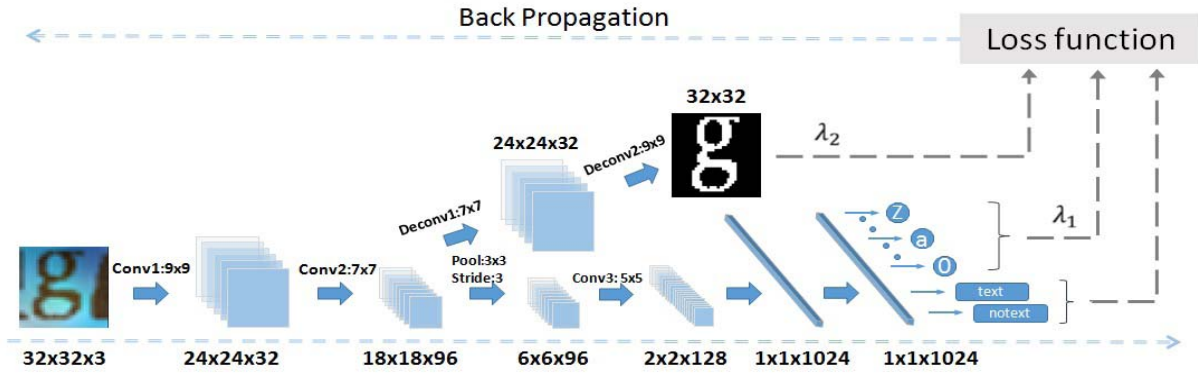 Back Propagation
Loss function
32x32
24x24x32
Deconv2:9x9
λ2
Deconv1:7x7
Z
a
0
λ1
g
Conv1:9x9
Conv2:7x7
Pool:3x3
Stride:3
Conv3: 5x5
text
notext
32x32x3
24x24x32
18x18x96
6x6x96
2x2x128
1x1x1024
1x1x1024
g